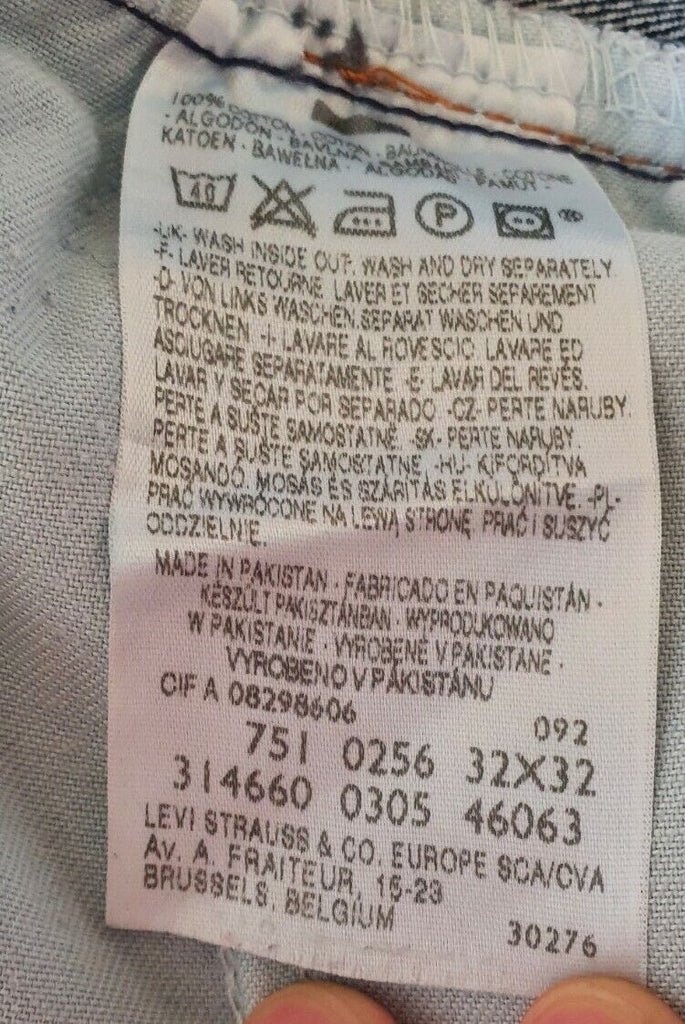 100% COTTON · COTON ·
· ALGODÓN · BAVLNA · COTONE
KATOEN · BAWEŁNA · ALGODÃO · PAMUT ·
40 P ®
-UK- WASH INSIDE OUT. WASH AND DRY SEPARATELY.
-F- LAVER RETOURNE. LAVER ET SECHER SEPAREMENT
-D- VON LINKS WASCHEN. SEPARAT WASCHEN UND
TROCKNEN. -I- LAVARE AL ROVESCIO. LAVARE ED
ASCIUGARE SEPARATAMENTE. -E- LAVAR DEL REVÉS.
LAVAR Y SECAR POR SEPARADO. -CZ- PERTE NARUBY.
PERTE A SUŠTE SAMOSTATNĚ. -SK- PERTE NARUBY.
PERTE A SUŠTE SAMOSTATNE. -HU- KIFORDÍTVA
MOSANDÓ. MOSÁS ÉS SZÁRÍTÁS ELKÜLÖNÍTVE. -PL-
PRAĆ WYWRÓCONE NA LEWĄ STRONĘ. PRAĆ I SUSZYĆ
ODDZIELNIE.
MADE IN PAKISTAN · FABRICADO EN PAQUISTÁN ·
KÉSZÜLT PAKISZTÁNBAN · WYPRODUKOWANO
W PAKISTANIE · VYROBENÉ V PAKISTANE ·
VYROBENO V PÁKISTÁNU
CIF A 08298606
092
751 0256 32X32
314660 0305 46063
LEVI STRAUSS & CO. EUROPE SCA/CVA
AV. A. FRAITEUR, 15-23
BRUSSELS, BELGIUM
30276